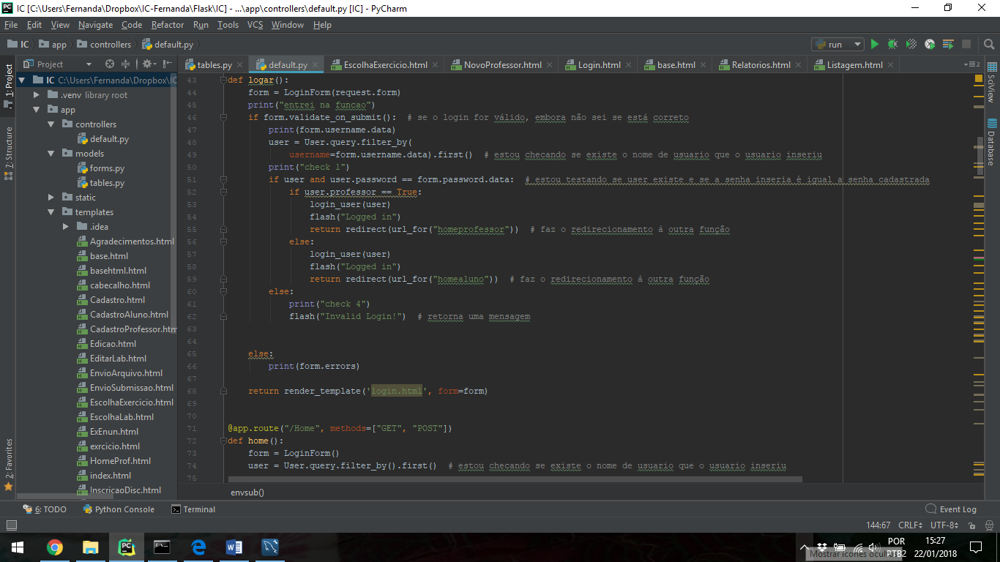 IC [C:\Users\Fernanda\Dropbox\IC-Fernanda\Flask\IC] - ...\app\controllers\default.py [IC] - PyCharm
File Edit View Navigate Code Refactor Run Tools VCS Window Help
IC app controllers default.py run
Project
tables.py default.py EscolhaExercicio.html NovoProfessor.html Login.html base.html Relatorios.html Listagem.html
1: Project
7: Structure
2: Favorites
IC C:\Users\Fernanda\Dropbox\IC
.venv library root
app
controllers
default.py
models
forms.py
tables.py
static
templates
.idea
Agradecimentos.html
base.html
basehtml.html
cabecalho.html
Cadastro.html
CadastroAluno.html
CadastroProfessor.htm
Edicao.html
EditarLab.html
EnvioArquivo.html
EnvioSubmissao.html
EscolhaExercicio.html
EscolhaLab.html
ExEnun.html
exrcicio.html
HomeProf.html
index.html
InscricaoDisc.html
43 def logar():
44 form = LoginForm(request.form)
45 print("entrei na funcao")
46 if form.validate_on_submit(): # se o login for válido, embora não sei se está correto
47 print(form.username.data)
48 user = User.query.filter_by(
49 username=form.username.data).first() # estou checando se existe o nome de usuario que o usuario inseriu
50 print("check 1")
51 if user and user.password == form.password.data: # estou testando se user existe e se a senha inseria é igual a senha cadastrada
52 if user.professor == True:
53 login_user(user)
54 flash("Logged in")
55 return redirect(url_for("homeprofessor")) # faz o redirecionamento à outra função
56 else:
57 login_user(user)
58 flash("Logged in")
59 return redirect(url_for("homealuno")) # faz o redirecionamento à outra função
60 else:
61 print("check 4")
62 flash("Invalid Login!") # retorna uma mensagem
63
64
65 else:
66 print(form.errors)
67
68 return render_template('login.html', form=form)
69
70
71 @app.route("/Home", methods=["GET", "POST"])
72 def home():
73 form = LoginForm()
74 user = User.query.filter_by().first() # estou checando se existe o nome de usuario que o usuario inseriu
75
envsub()
SciView
Database
6: TODO Python Console Terminal Event Log
144:67 CRLF UTF-8
POR 15:27
PTB2 22/01/2018
Mostrar ícones ocul